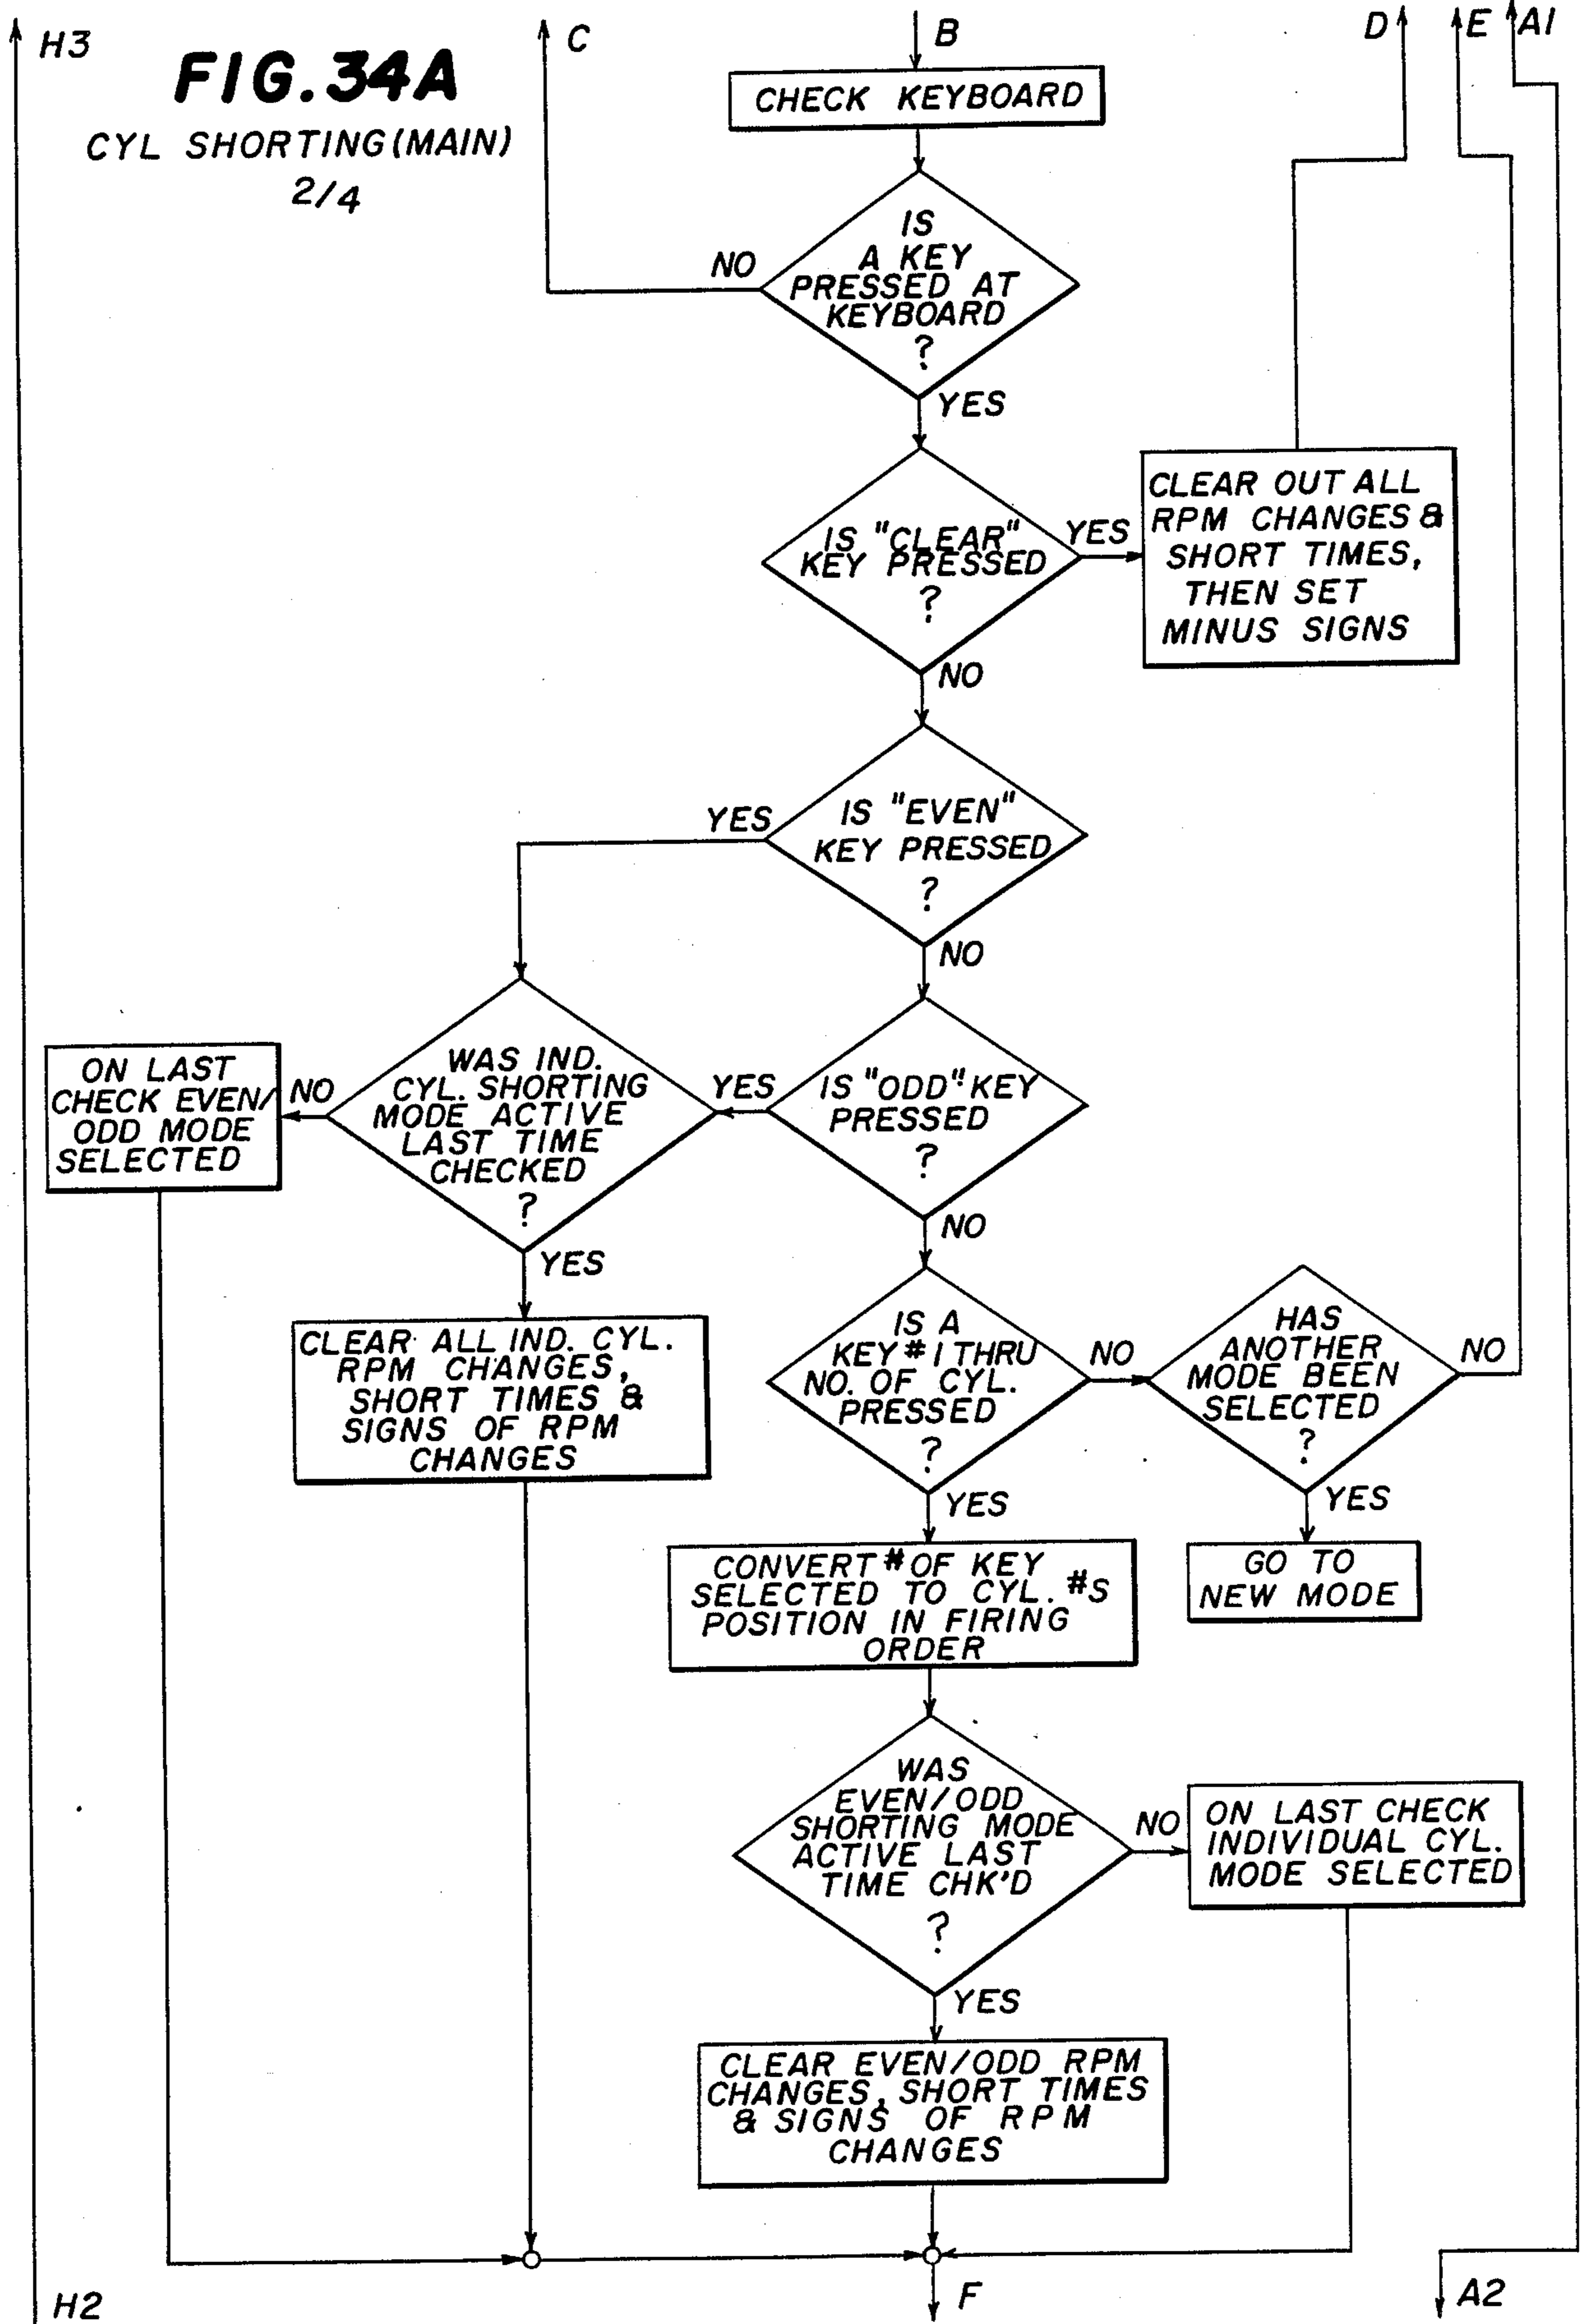 H3
C
B
D
E
A1
FIG.34A
CYL SHORTING(MAIN)
2/4
CHECK KEYBOARD
IS
A KEY
PRESSED AT
KEYBOARD
?
NO
YES
IS "CLEAR"
KEY PRESSED
?
YES
CLEAR OUT ALL
RPM CHANGES &
SHORT TIMES,
THEN SET
MINUS SIGNS
NO
IS "EVEN"
KEY PRESSED
?
YES
NO
IS "ODD" KEY
PRESSED
?
YES
WAS IND.
CYL. SHORTING
MODE ACTIVE
LAST TIME
CHECKED
?
NO
ON LAST
CHECK EVEN/
ODD MODE
SELECTED
YES
CLEAR ALL IND. CYL.
RPM CHANGES,
SHORT TIMES &
SIGNS OF RPM
CHANGES
NO
IS A
KEY # 1 THRU
NO. OF CYL.
PRESSED
?
NO
HAS
ANOTHER
MODE BEEN
SELECTED
?
NO
YES
GO TO
NEW MODE
YES
CONVERT # OF KEY
SELECTED TO CYL. #S
POSITION IN FIRING
ORDER
WAS
EVEN/ODD
SHORTING MODE
ACTIVE LAST
TIME CHK'D
?
NO
ON LAST CHECK
INDIVIDUAL CYL.
MODE SELECTED
YES
CLEAR EVEN/ODD RPM
CHANGES, SHORT TIMES
& SIGNS OF RPM
CHANGES
H2
F
A2